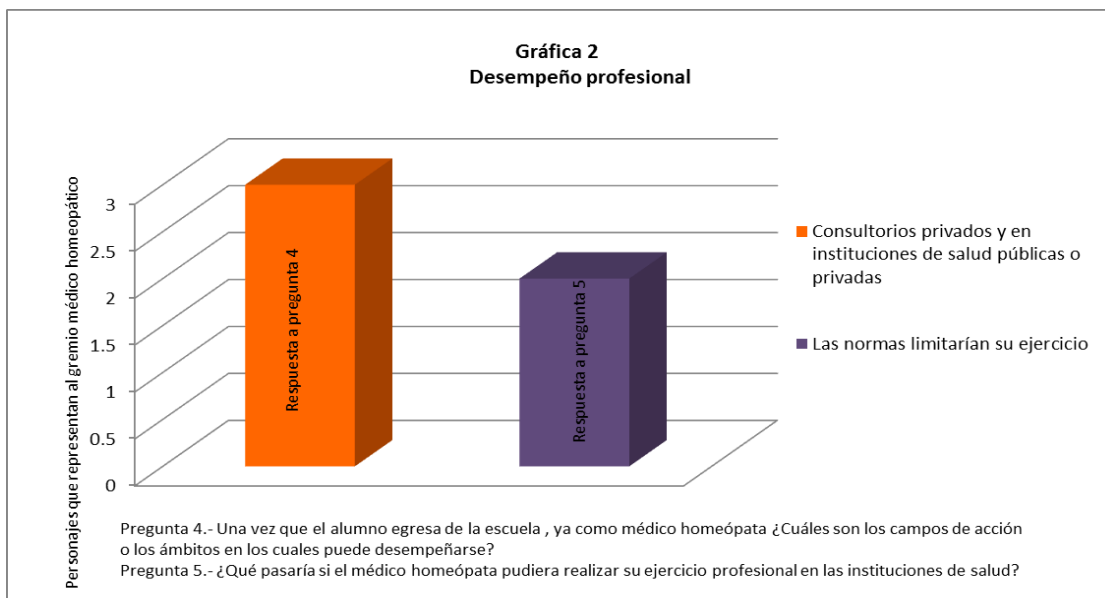 Gráfica 2
Desempeño profesional
Personajes que representan al gremio médico homeopático
3
2.5
2
1.5
1
0.5
0
Respuesta a pregunta 4
Respuesta a pregunta 5
Consultorios privados y en
instituciones de salud públicas o
privadas
Las normas limitarían su ejercicio
Pregunta 4.- Una vez que el alumno egresa de la escuela , ya como médico homeópata ¿Cuáles son los campos de acción
o los ámbitos en los cuales puede desempeñarse?
Pregunta 5.- ¿Qué pasaría si el médico homeópata pudiera realizar su ejercicio profesional en las instituciones de salud?